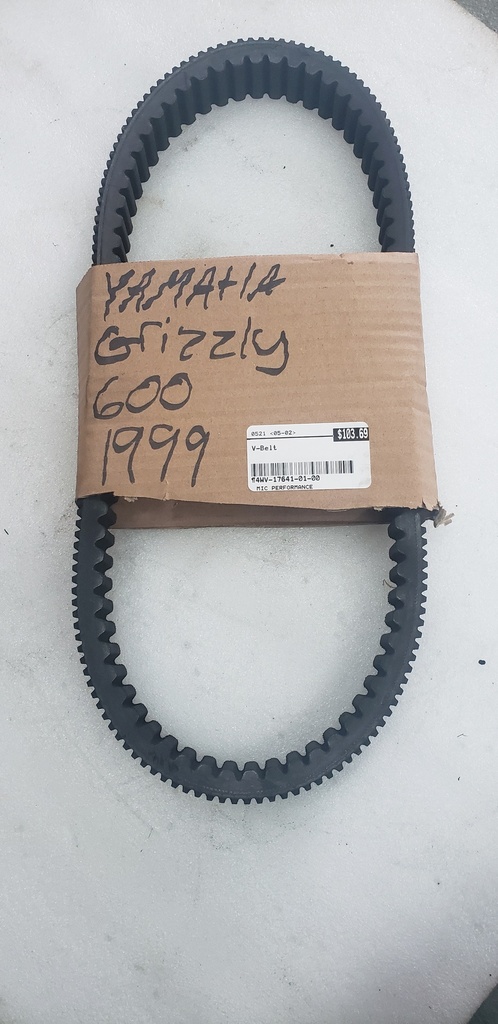 YAMAHA
Grizzly
600
1999
0521 <05-02>
$103.69
V-Belt
4WV-17641-01-00
MIC PERFORMANCE